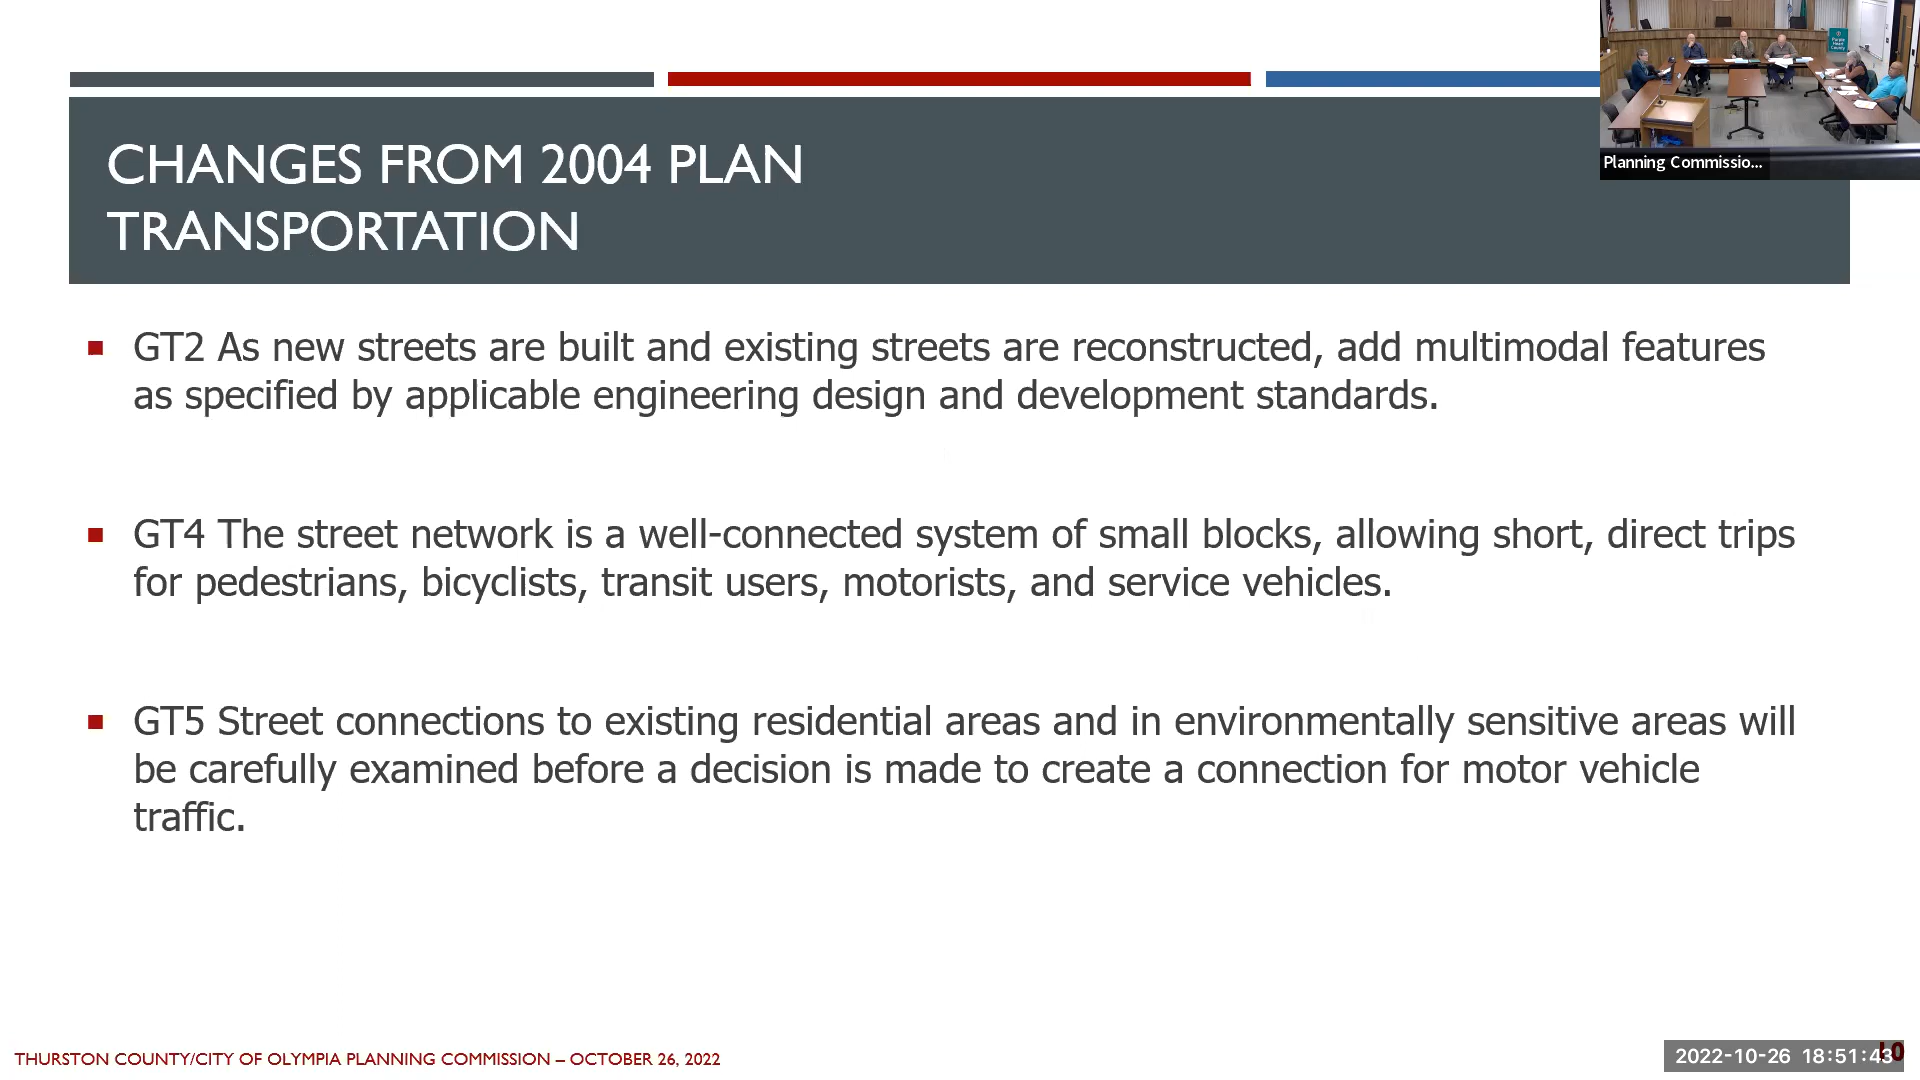 CHANGES FROM 2004 PLAN
TRANSPORTATION
Purple
Heart
County
Planning Commissio...
GT2 As new streets are built and existing streets are reconstructed, add multimodal features
as specified by applicable engineering design and development standards.
GT4 The street network is a well-connected system of small blocks, allowing short, direct trips
for pedestrians, bicyclists, transit users, motorists, and service vehicles.
GT5 Street connections to existing residential areas and in environmentally sensitive areas will
be carefully examined before a decision is made to create a connection for motor vehicle
traffic.
THURSTON COUNTY/CITY OF OLYMPIA PLANNING COMMISSION – OCTOBER 26, 2022
2022-10-26 18:51:43
10